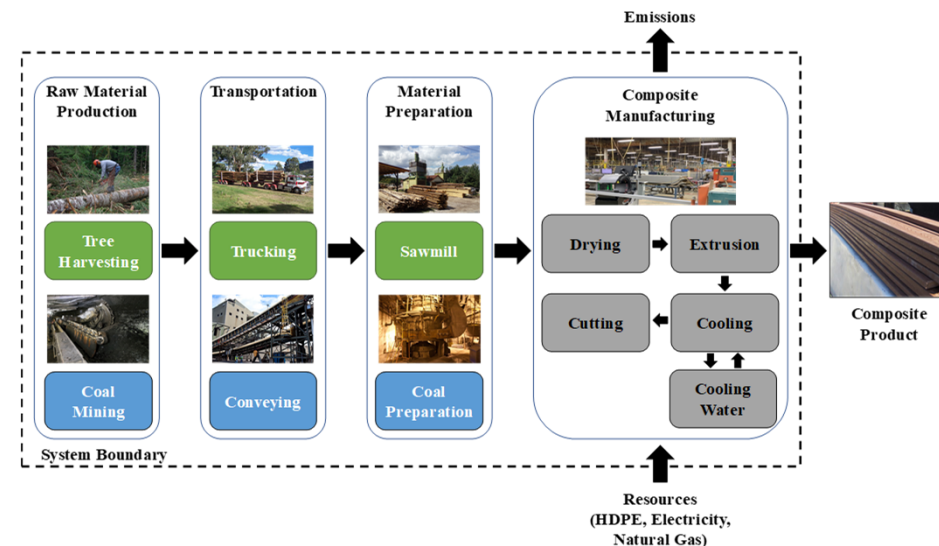 Emissions
Raw Material
Production
Transportation
Material
Preparation
Composite
Manufacturing
Tree
Harvesting
Trucking
Sawmill
Drying
Extrusion
Cutting
Cooling
Cooling
Water
Coal
Mining
Conveying
Coal
Preparation
Composite
Product
System Boundary
Resources
(HDPE, Electricity,
Natural Gas)